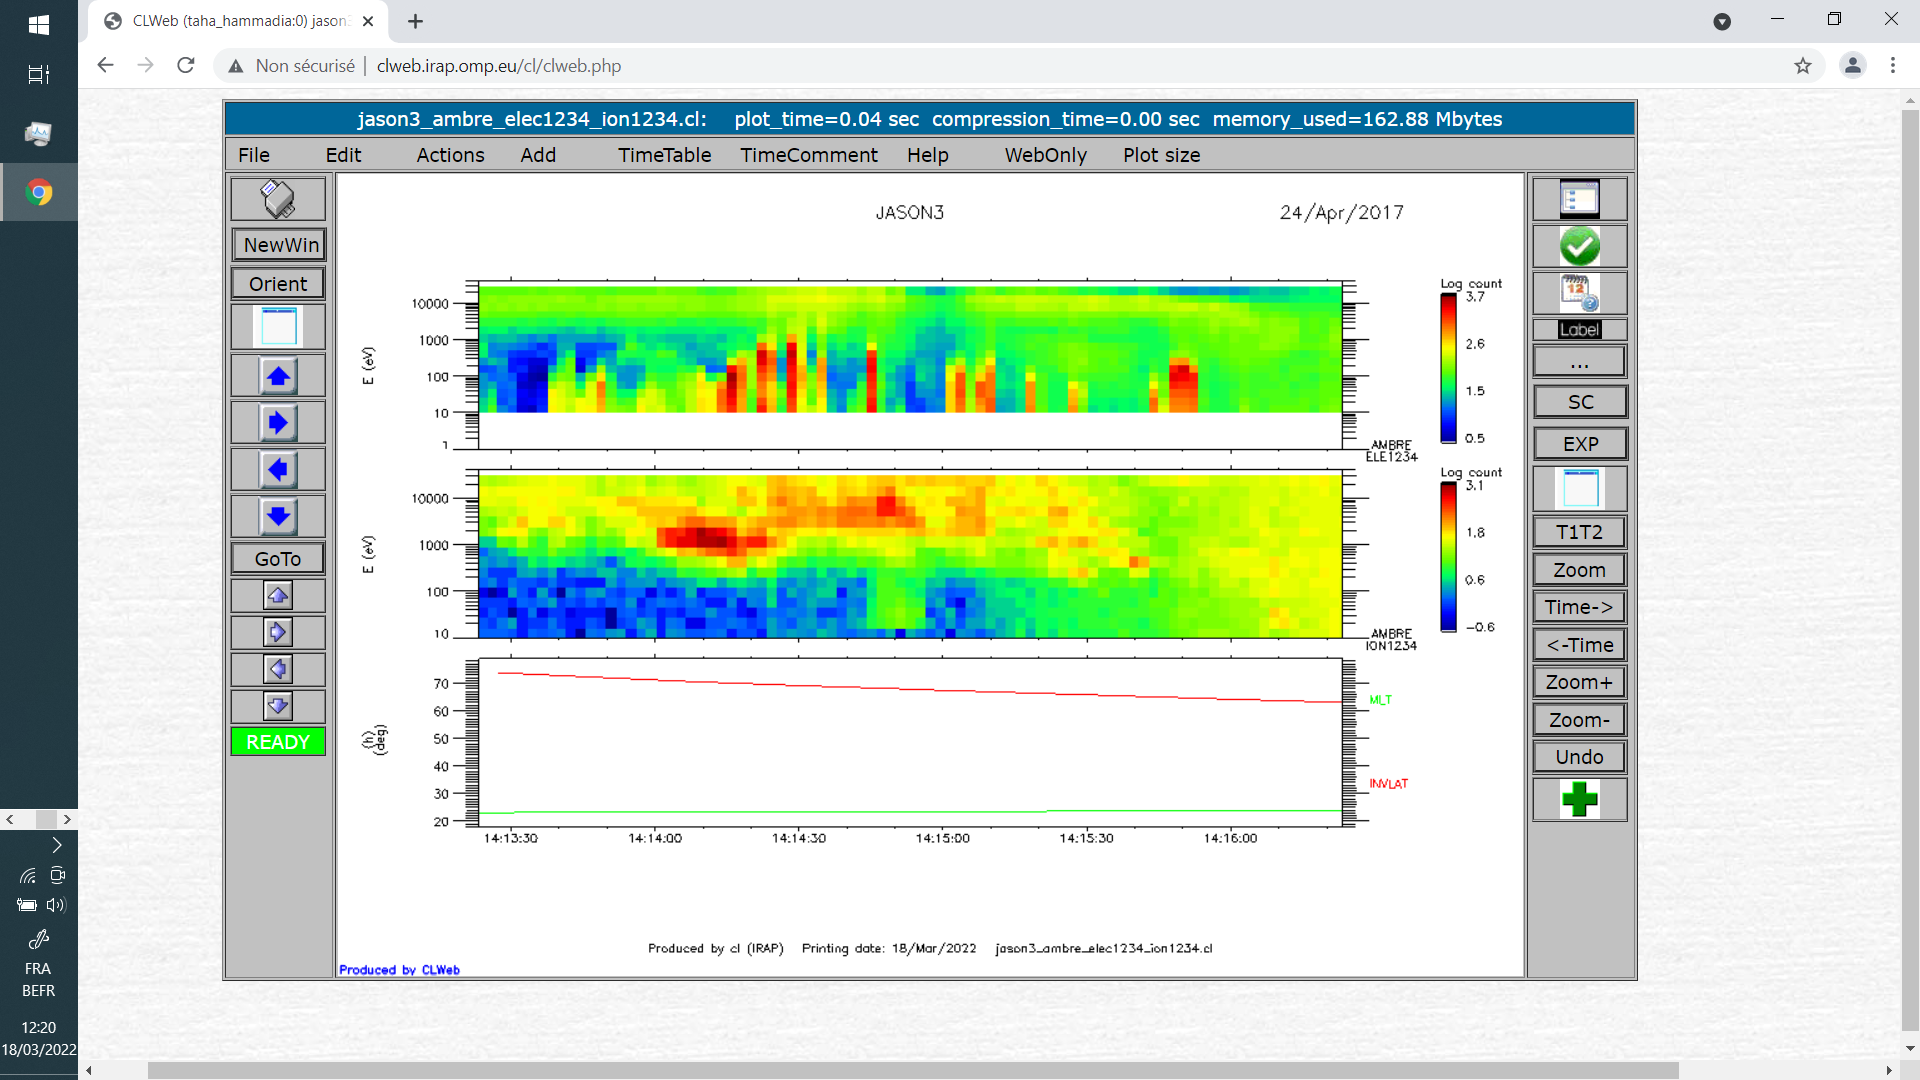 CLWeb (taha_hammadia:0) jason3
Non sécurisé | clweb.irap.omp.eu/cl/clweb.php
jason3_ambre_elec1234_ion1234.cl: plot_time=0.04 sec compression_time=0.00 sec memory_used=162.88 Mbytes
File Edit Actions Add TimeTable TimeComment Help WebOnly Plot size
NewWin
Orient
GoTo
READY
JASON3 24/Apr/2017
Log count
3.7
2.6
1.5
0.5
10000
1000
100
10
1
E (eV)
AMBRE
ELE1234
Log count
3.1
1.8
0.6
-0.6
10000
1000
100
10
E (eV)
AMBRE
ION1234
70
60
50
40
30
20
(h)
(deg)
MLT
INVLAT
14:13:30 14:14:00 14:14:30 14:15:00 14:15:30 14:16:00
Produced by cl (IRAP) Printing date: 18/Mar/2022 jason3_ambre_elec1234_ion1234.cl
Produced by CLWeb
12
Label
...
SC
EXP
T1T2
Zoom
Time->
<-Time
Zoom+
Zoom-
Undo
FRA
BEFR
12:20
18/03/2022